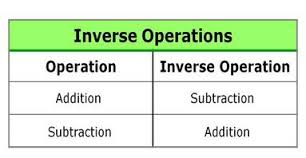 Inverse Operations
Operation Inverse Operation
Addition Subtraction
Subtraction Addition